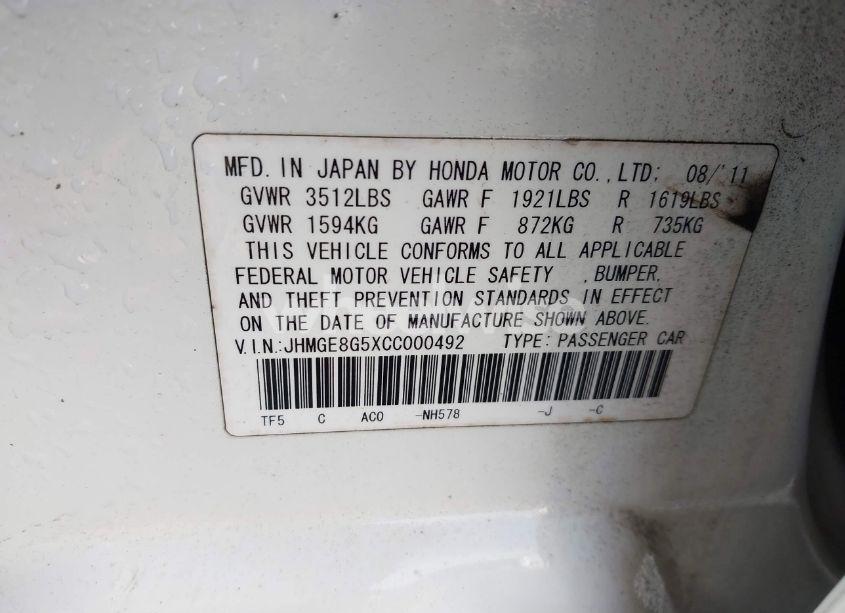 MFD. IN JAPAN BY HONDA MOTOR CO.,LTD. 08/'11
GVWR 3512LBS GAWR F 1921LBS R 1619LBS
GVWR 1594KG GAWR F 872KG R 735KG
THIS VEHICLE CONFORMS TO ALL APPLICABLE
FEDERAL MOTOR VEHICLE SAFETY ,BUMPER,
AND THEFT PREVENTION STANDARDS IN EFFECT
ON THE DATE OF MANUFACTURE SHOWN ABOVE.
V.I.N.:JHMGE8G5XCC000492 TYPE: PASSENGER CAR
TF5 C AC0 -NH578 -J -C